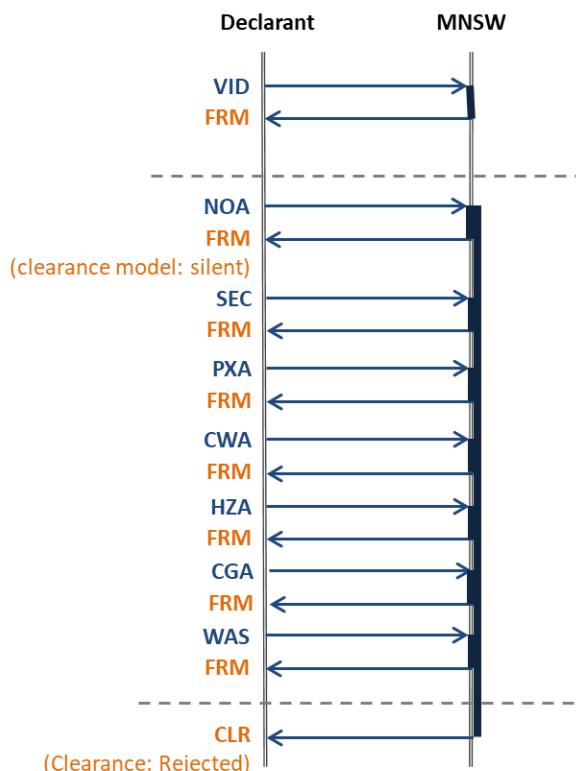 Declarant MNSW
VID
FRM
NOA
FRM
(clearance model: silent)
SEC
FRM
PXA
FRM
CWA
FRM
HZA
FRM
CGA
FRM
WAS
FRM
CLR
(Clearance: Rejected)